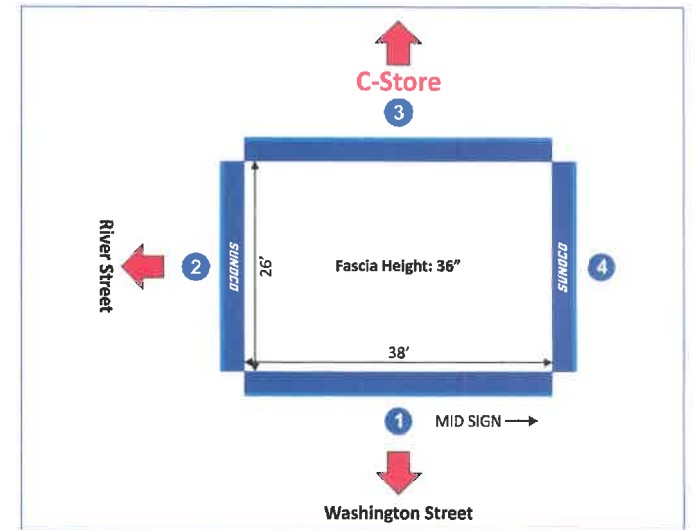 C-Store
3
River Street
2
SUNOCO
26'
Fascia Height: 36"
SUNOCO
4
38'
1
MID SIGN
Washington Street